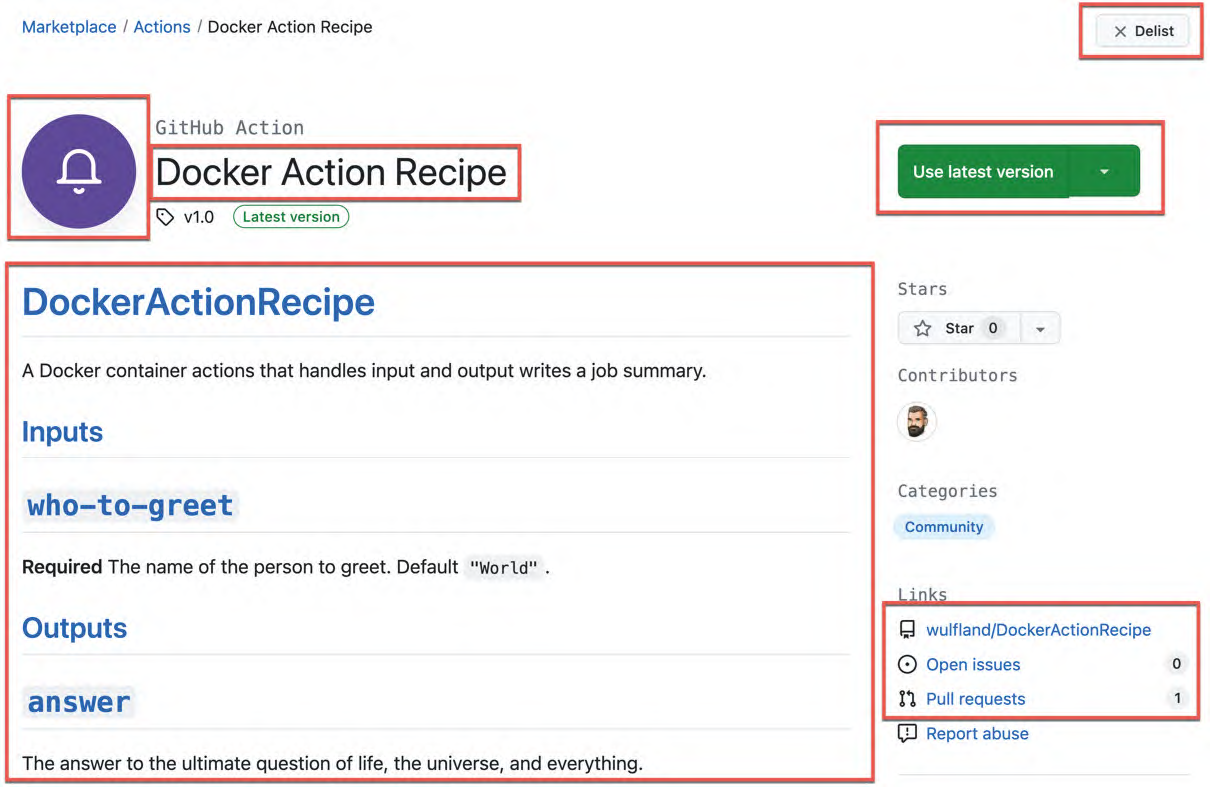 Marketplace / Actions / Docker Action Recipe
Delist
GitHub Action
Docker Action Recipe
v1.0 Latest version
Use latest version
DockerActionRecipe
A Docker container actions that handles input and output writes a job summary.
Inputs
who-to-greet
Required The name of the person to greet. Default "World" .
Outputs
answer
The answer to the ultimate question of life, the universe, and everything.
Stars
Star 0
Contributors
Categories
Community
Links
wulfland/DockerActionRecipe
Open issues 0
Pull requests 1
Report abuse